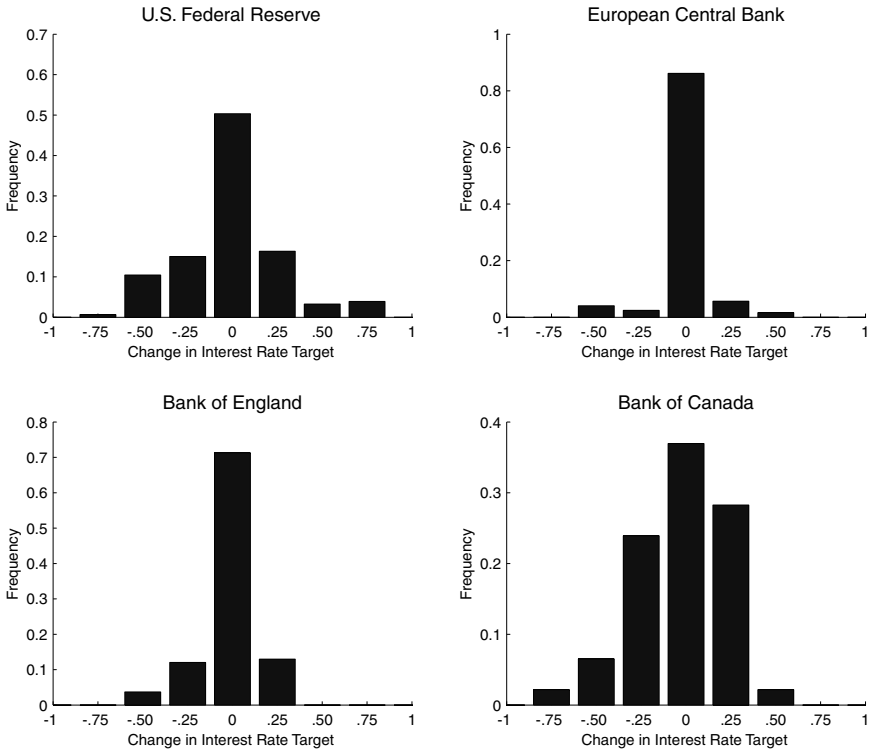 U.S. Federal Reserve
0.7
0.6
0.5
0.4
0.3
0.2
0.1
0
Frequency
-1 -.75 -.50 -.25 0 .25 .50 .75 1
Change in Interest Rate Target
European Central Bank
1
0.8
0.6
0.4
0.2
0
Frequency
-1 -.75 -.50 -.25 0 .25 .50 .75 1
Change in Interest Rate Target
Bank of England
0.8
0.7
0.6
0.5
0.4
0.3
0.2
0.1
0
Frequency
-1 -.75 -.50 -.25 0 .25 .50 .75 1
Change in Interest Rate Target
Bank of Canada
0.4
0.3
0.2
0.1
0
Frequency
-1 -.75 -.50 -.25 0 .25 .50 .75 1
Change in Interest Rate Target